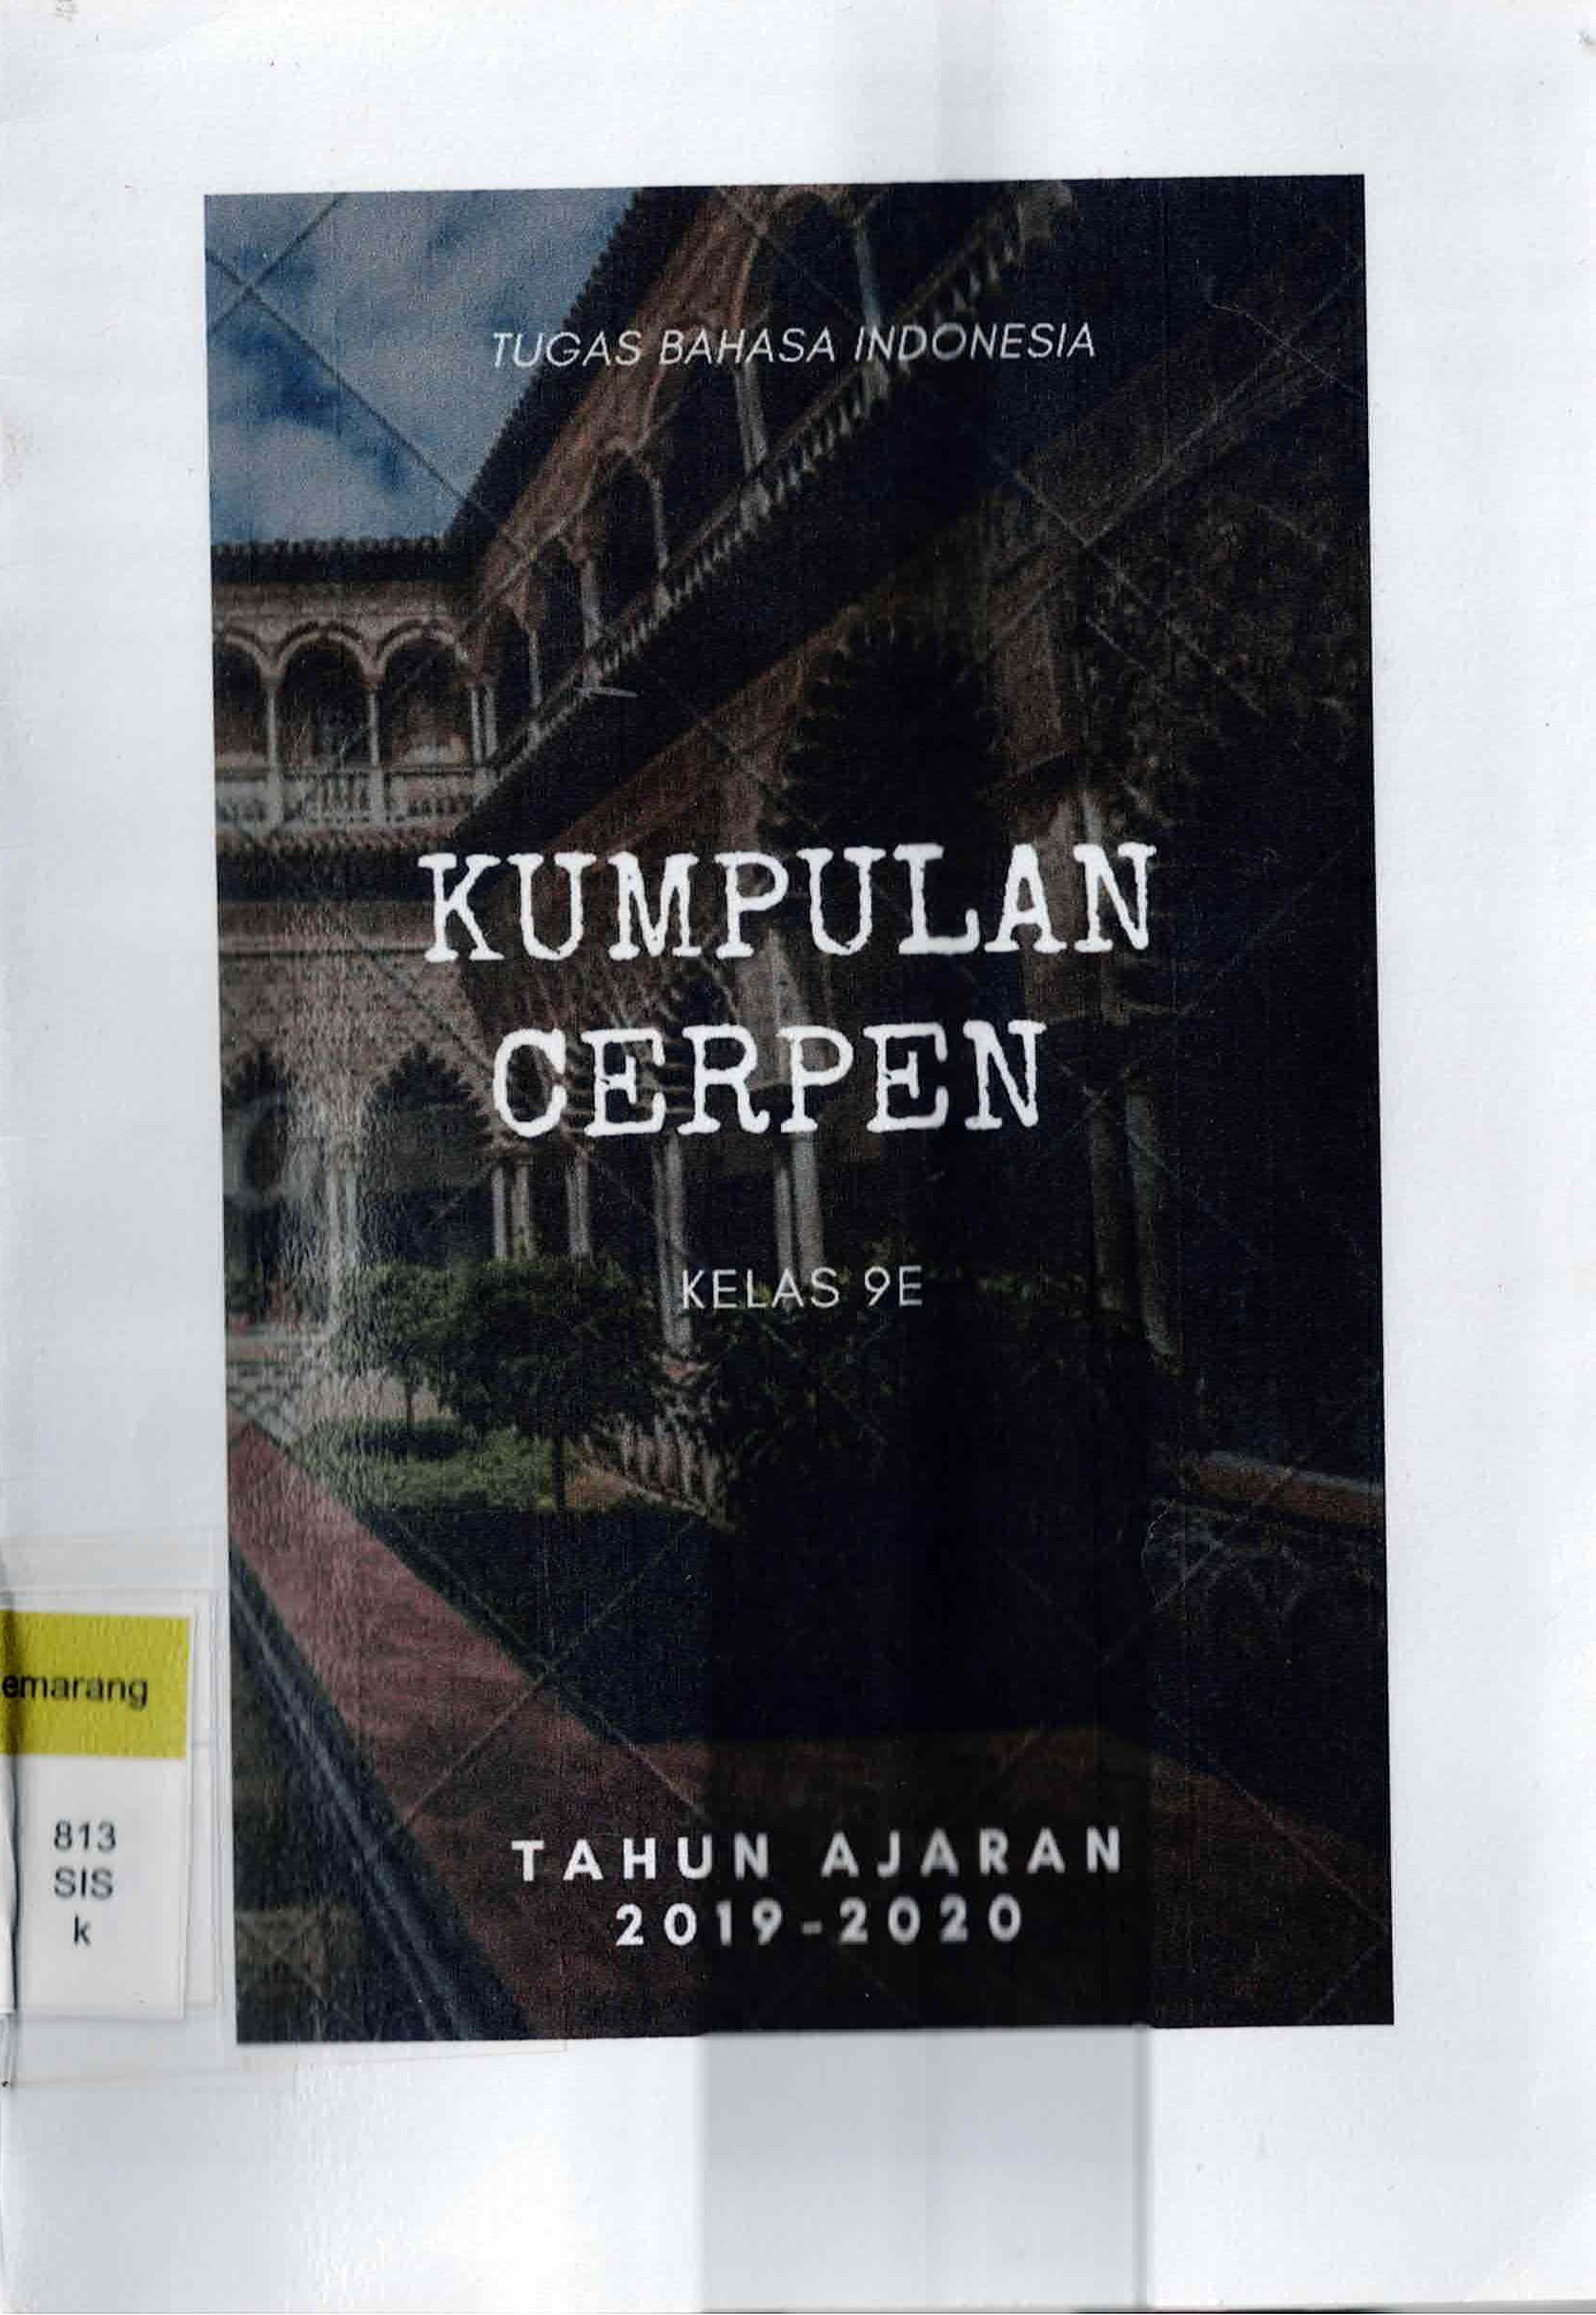 TUGAS BAHASA INDONESIA
KUMPULAN
CERPEN
KELAS 9E
emarang
813
SIS
k
TAHUN AJARAN
2019-2020